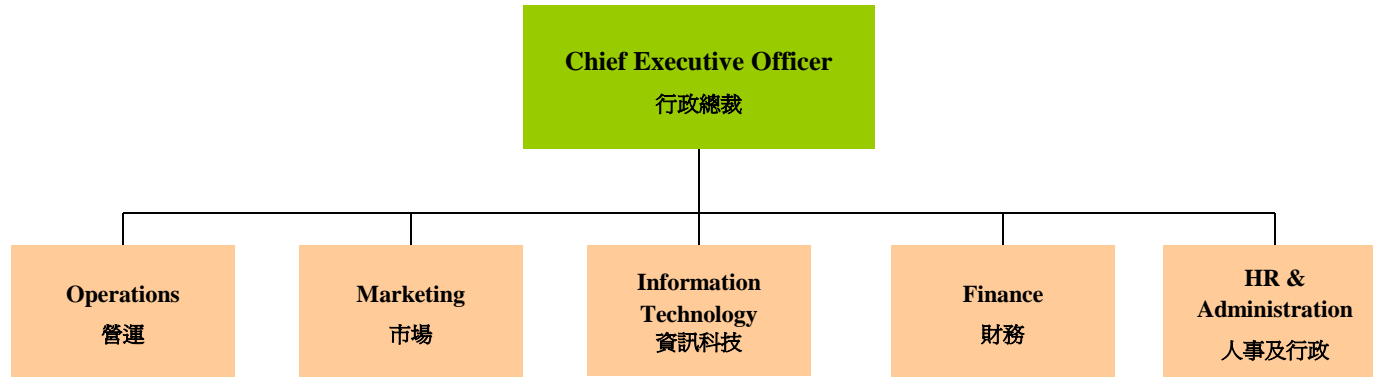 Chief Executive Officer
行政總裁
Operations
營運
Marketing
市場
Information
Technology
資訊科技
Finance
財務
HR &
Administration
人事及行政